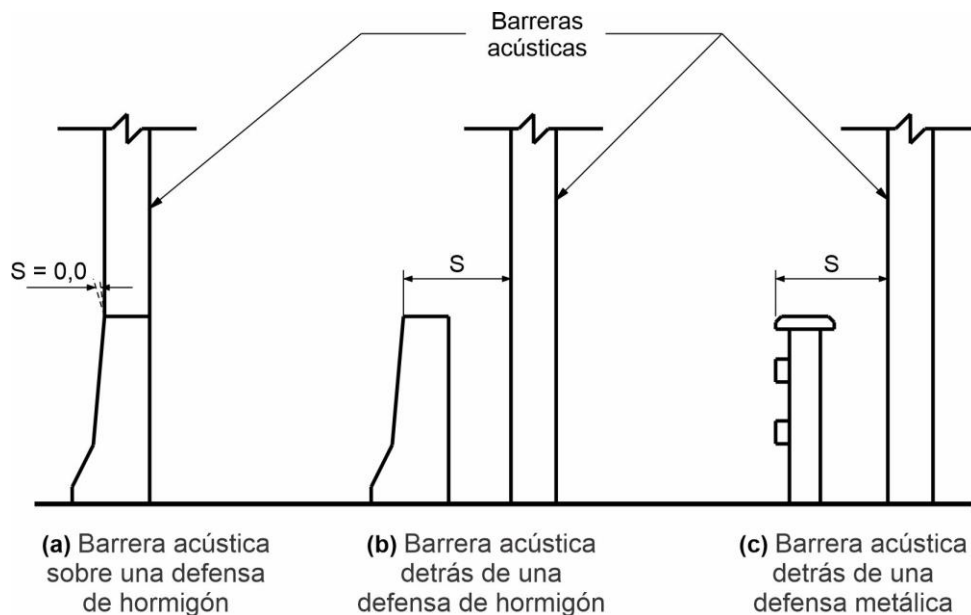 Barreras
acústicas
S = 0,0
S
S
(a) Barrera acústica
sobre una defensa
de hormigón
(b) Barrera acústica
detrás de una
defensa de hormigón
(c) Barrera acústica
detrás de una
defensa metálica